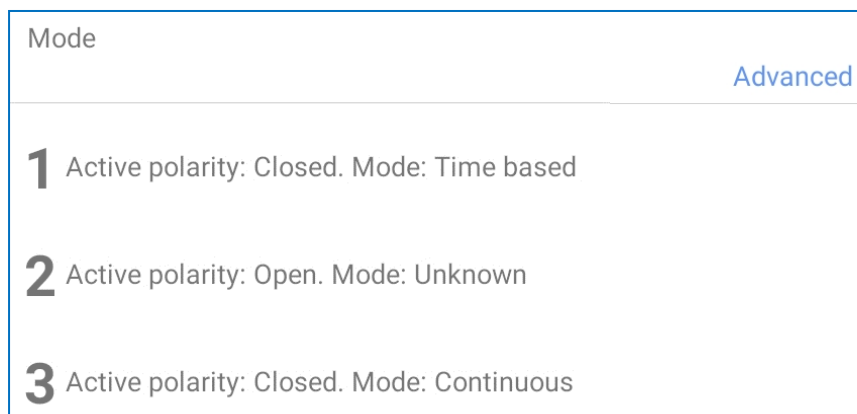 Mode
Advanced
1 Active polarity: Closed. Mode: Time based
2 Active polarity: Open. Mode: Unknown
3 Active polarity: Closed. Mode: Continuous